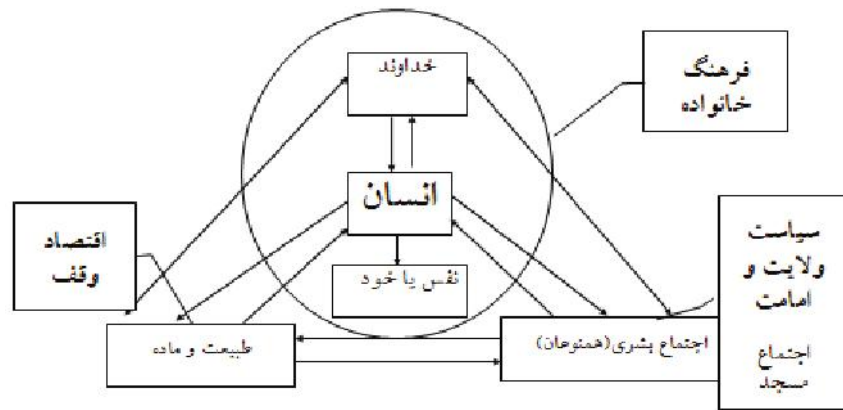 خداوند
فرهنگ
خانواده
انسان
سیاست
ولایت و
امامت
اجتماع
مسجد
اقتصاد
وقف
نفس یا خود
اجتماع بشری(همنوعان)
طبیعت و ماده